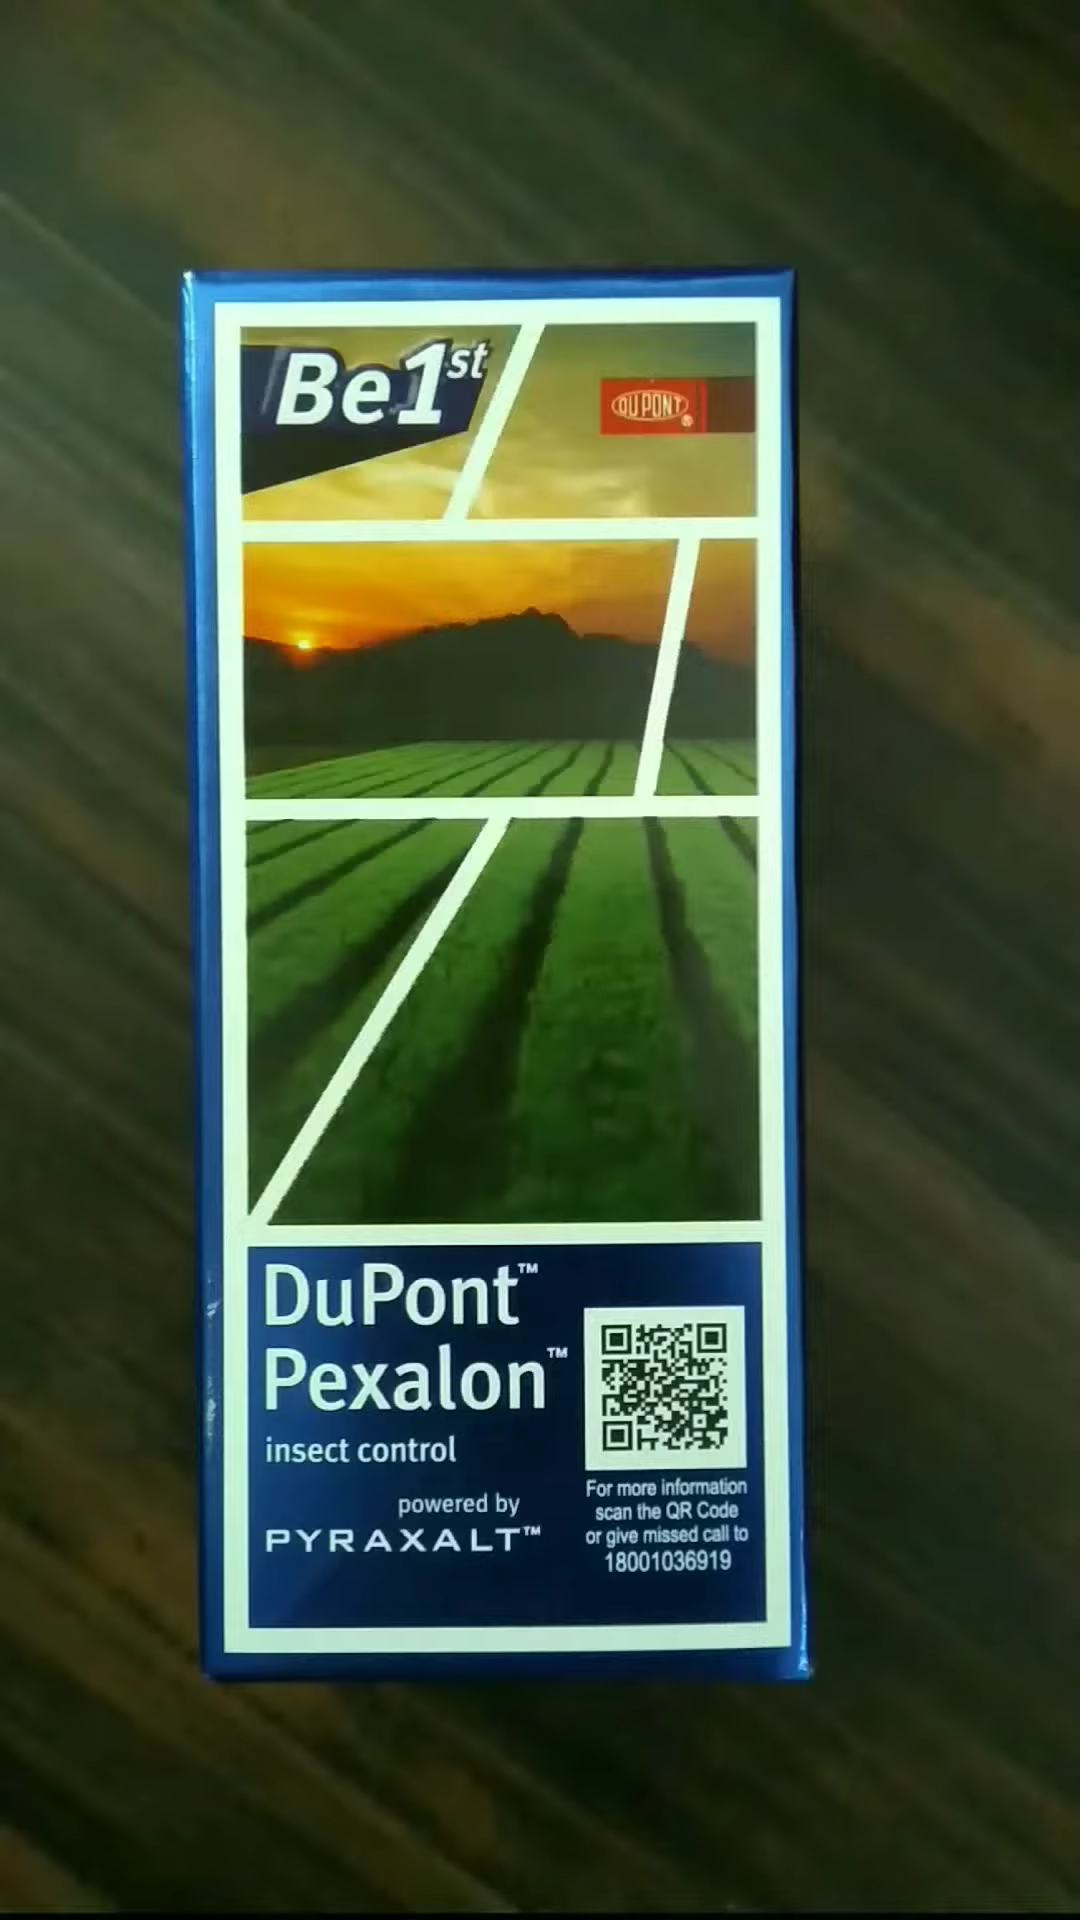 Be1st
DU PONT®
DuPont™
Pexalon™
insect control
powered by
PYRAXALT™
For more information
scan the QR Code
or give missed call to
18001036919